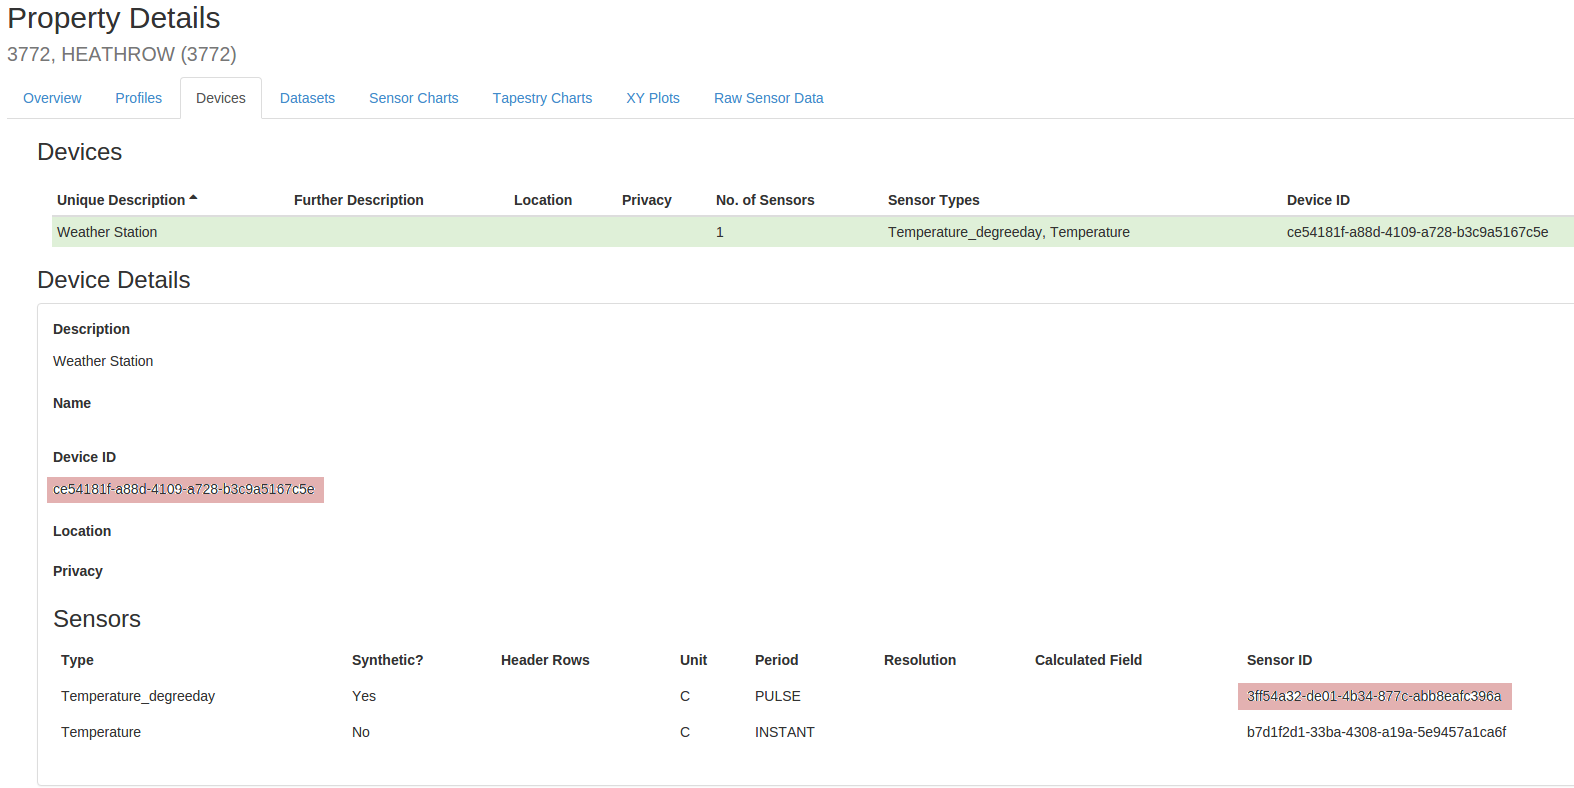 Property Details
3772, HEATHROW (3772)
Overview Profiles Devices Datasets Sensor Charts Tapestry Charts XY Plots Raw Sensor Data
Devices
Unique Description Further Description Location Privacy No. of Sensors Sensor Types Device ID
Weather Station 1 Temperature_degreeday, Temperature ce54181f-a88d-4109-a728-b3c9a5167c5e
Device Details
Description
Weather Station
Name
Device ID
ce54181f-a88d-4109-a728-b3c9a5167c5e
Location
Privacy
Sensors
Type Synthetic? Header Rows Unit Period Resolution Calculated Field Sensor ID
Temperature_degreeday Yes C PULSE 3ff54a32-de01-4b34-877c-abb8eafc396a
Temperature No C INSTANT b7d1f2d1-33ba-4308-a19a-5e9457a1ca6f